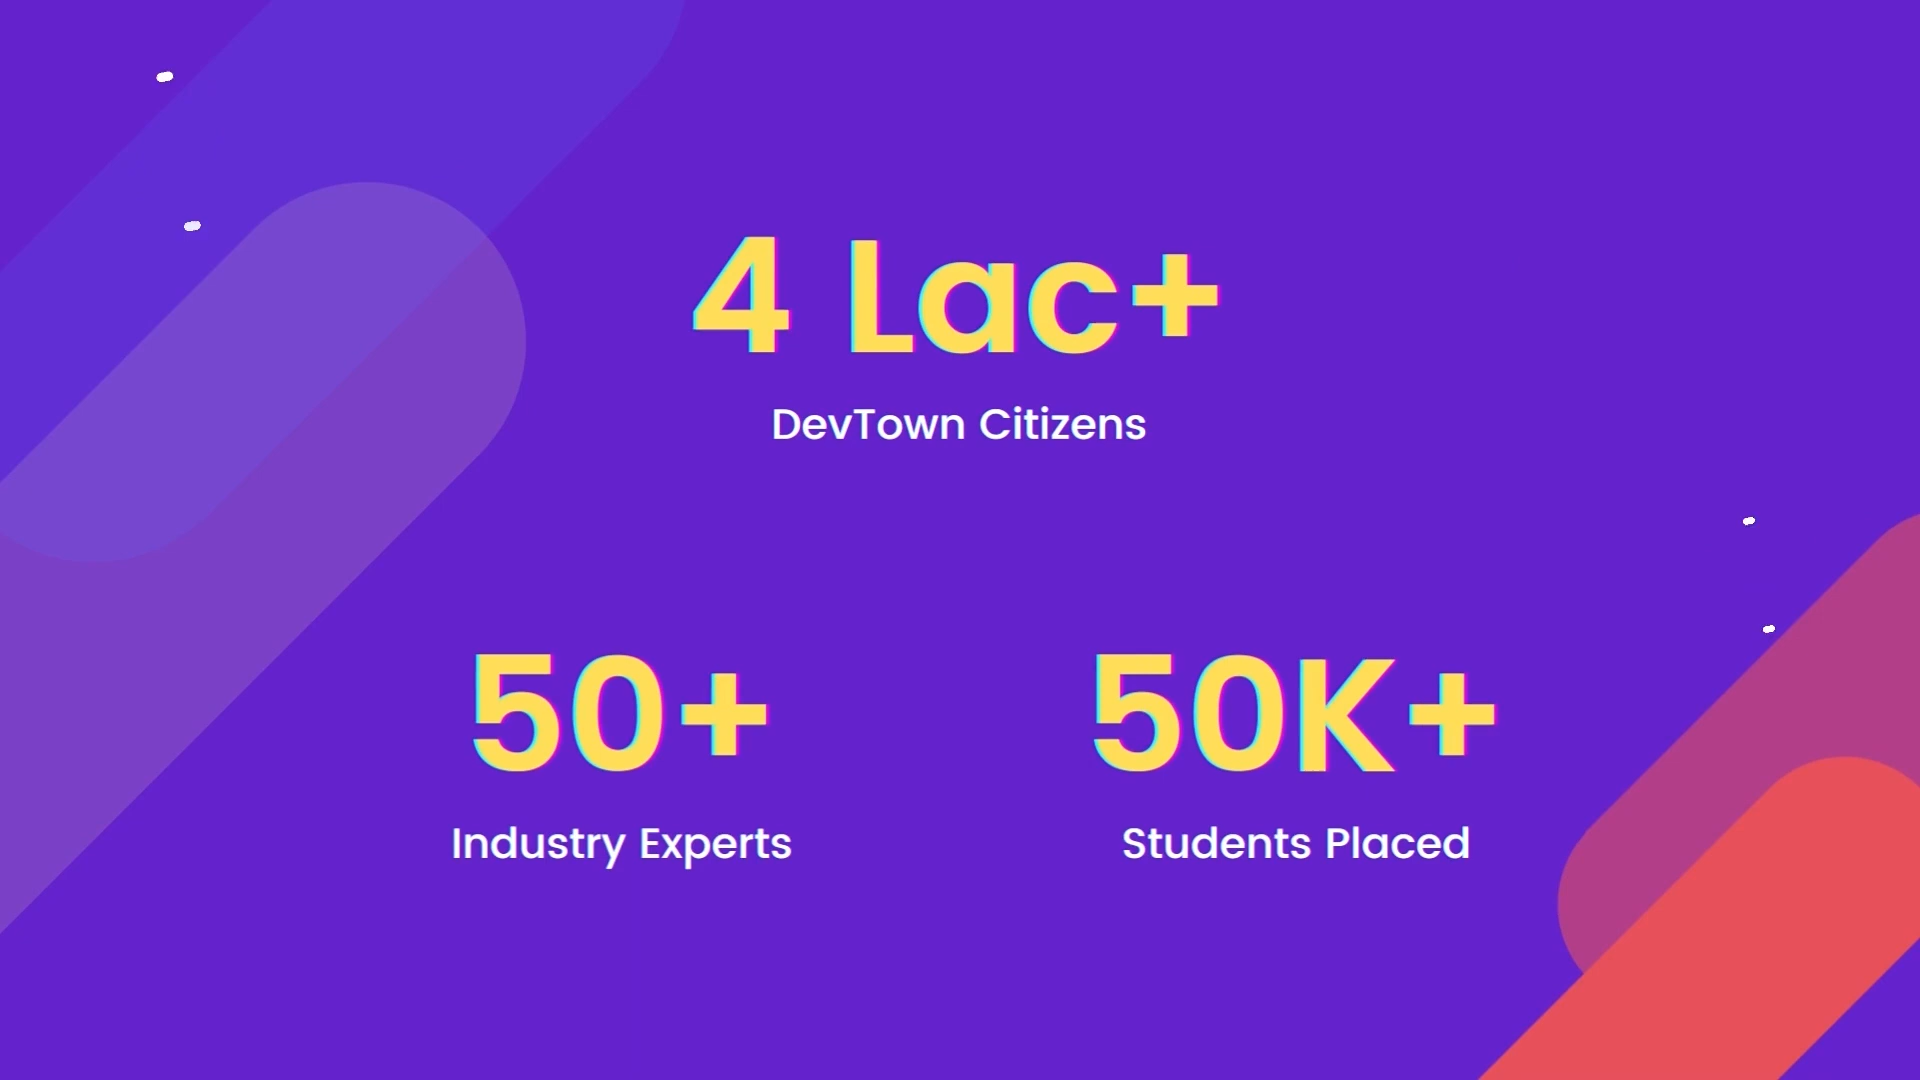 4 Lac+
DevTown Citizens
50+
Industry Experts
50K+
Students Placed